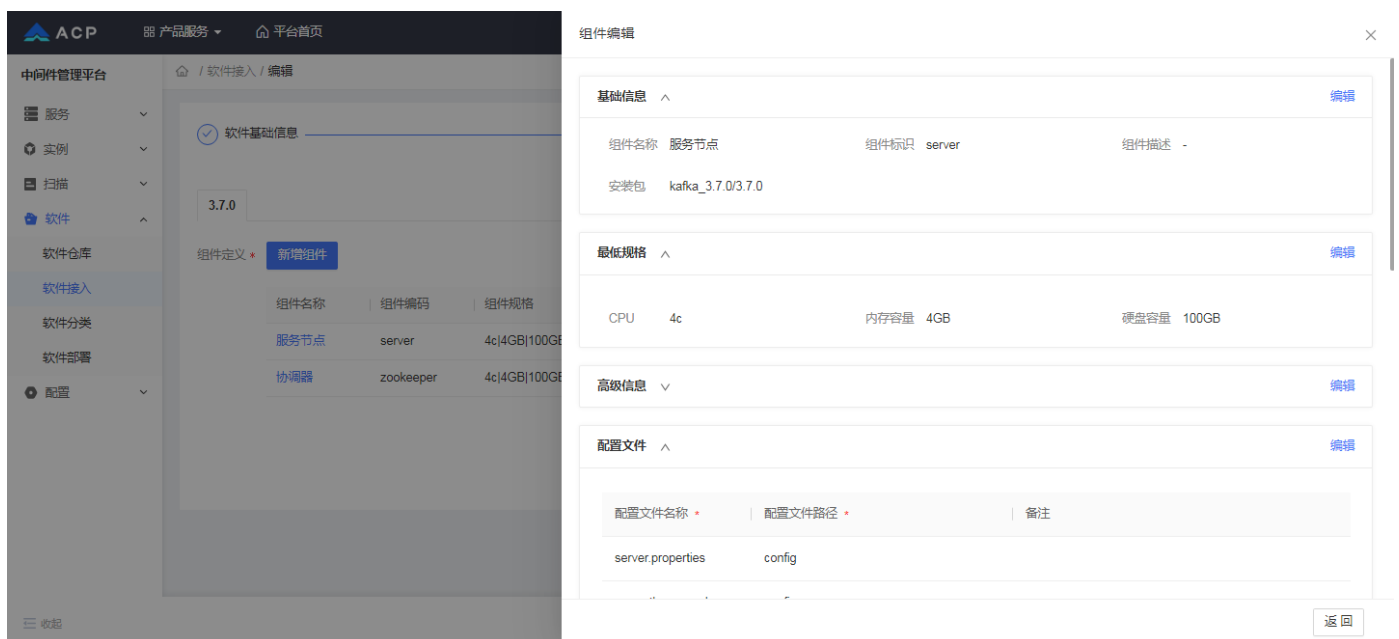 ACP 产品服务 平台首页
中间件管理平台
/ 软件接入 / 编辑
服务
实例
扫描
软件
软件仓库
软件接入
软件分类
软件部署
配置
收起
软件基础信息
3.7.0
组件定义 * 新增组件
组件名称 组件编码 组件规格
服务节点 server 4c|4GB|100GB
协调器 zookeeper 4c|4GB|100GB
组件编辑
基础信息 编辑
组件名称 服务节点 组件标识 server 组件描述 -
安装包 kafka_3.7.0/3.7.0
最低规格 编辑
CPU 4c 内存容量 4GB 硬盘容量 100GB
高级信息 编辑
配置文件 编辑
配置文件名称 * 配置文件路径 * 备注
server.properties config
返回